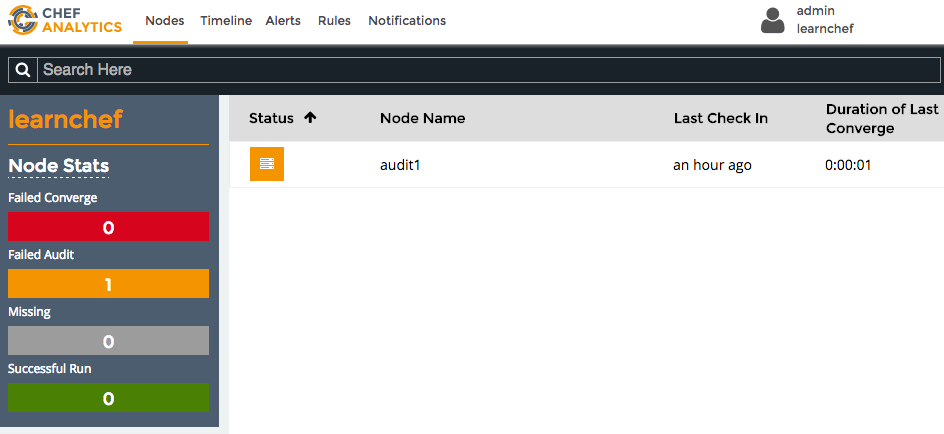 CHEF
ANALYTICS
Nodes Timeline Alerts Rules Notifications
admin
learnchef
Search Here
learnchef
Node Stats
Failed Converge
0
Failed Audit
1
Missing
0
Successful Run
0
Status Node Name Last Check In Duration of Last
Converge
audit1 an hour ago 0:00:01